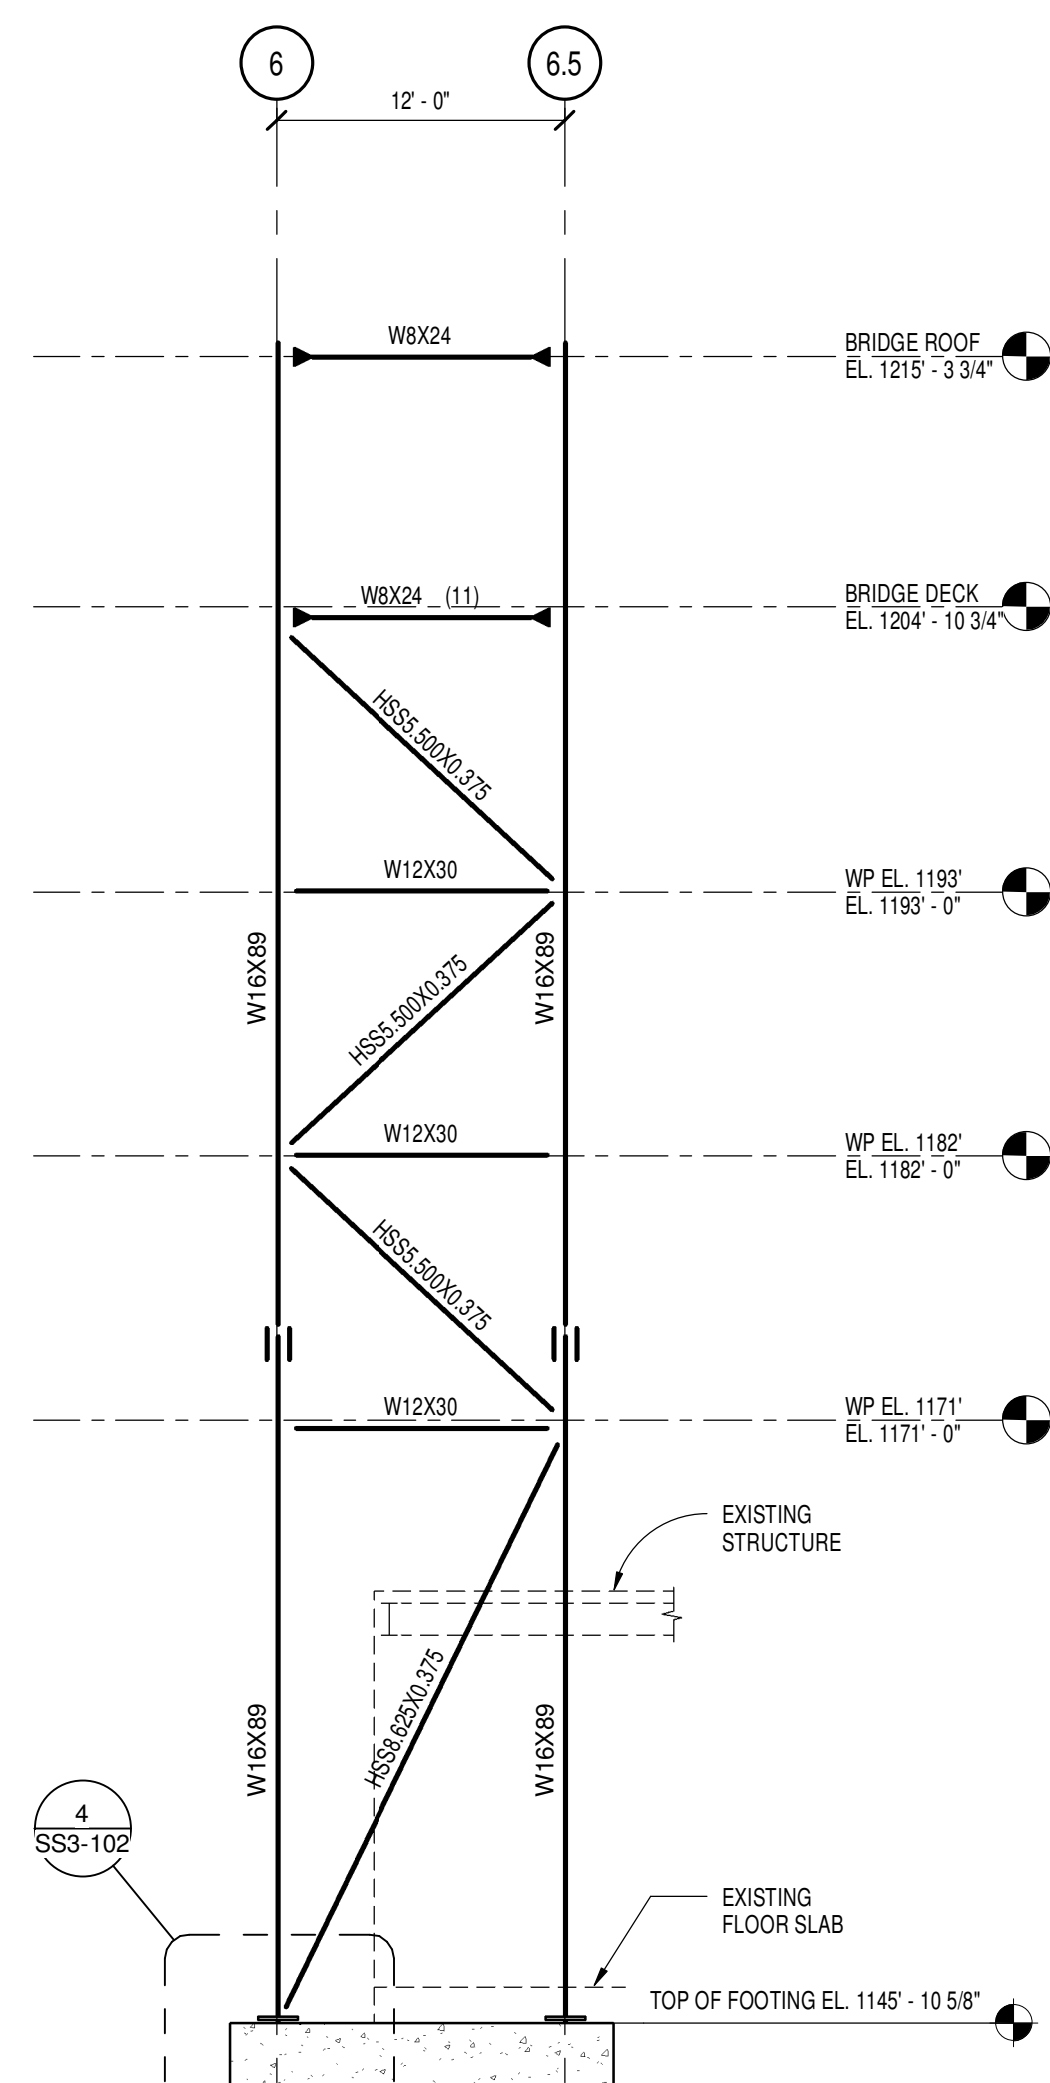 6
6.5
12' - 0"
W8X24
BRIDGE ROOF
EL. 1215' - 3 3/4"
W8X24 (11)
BRIDGE DECK
EL. 1204' - 10 3/4"
HSS5.500X0.375
W12X30
WP EL. 1193'
EL. 1193' - 0"
W16X89
HSS5.500X0.375
W16X89
W12X30
WP EL. 1182'
EL. 1182' - 0"
HSS5.500X0.375
W12X30
WP EL. 1171'
EL. 1171' - 0"
EXISTING
STRUCTURE
W16X89
HSS8.625X0.375
W16X89
4
SS3-102
EXISTING
FLOOR SLAB
TOP OF FOOTING EL. 1145' - 10 5/8"